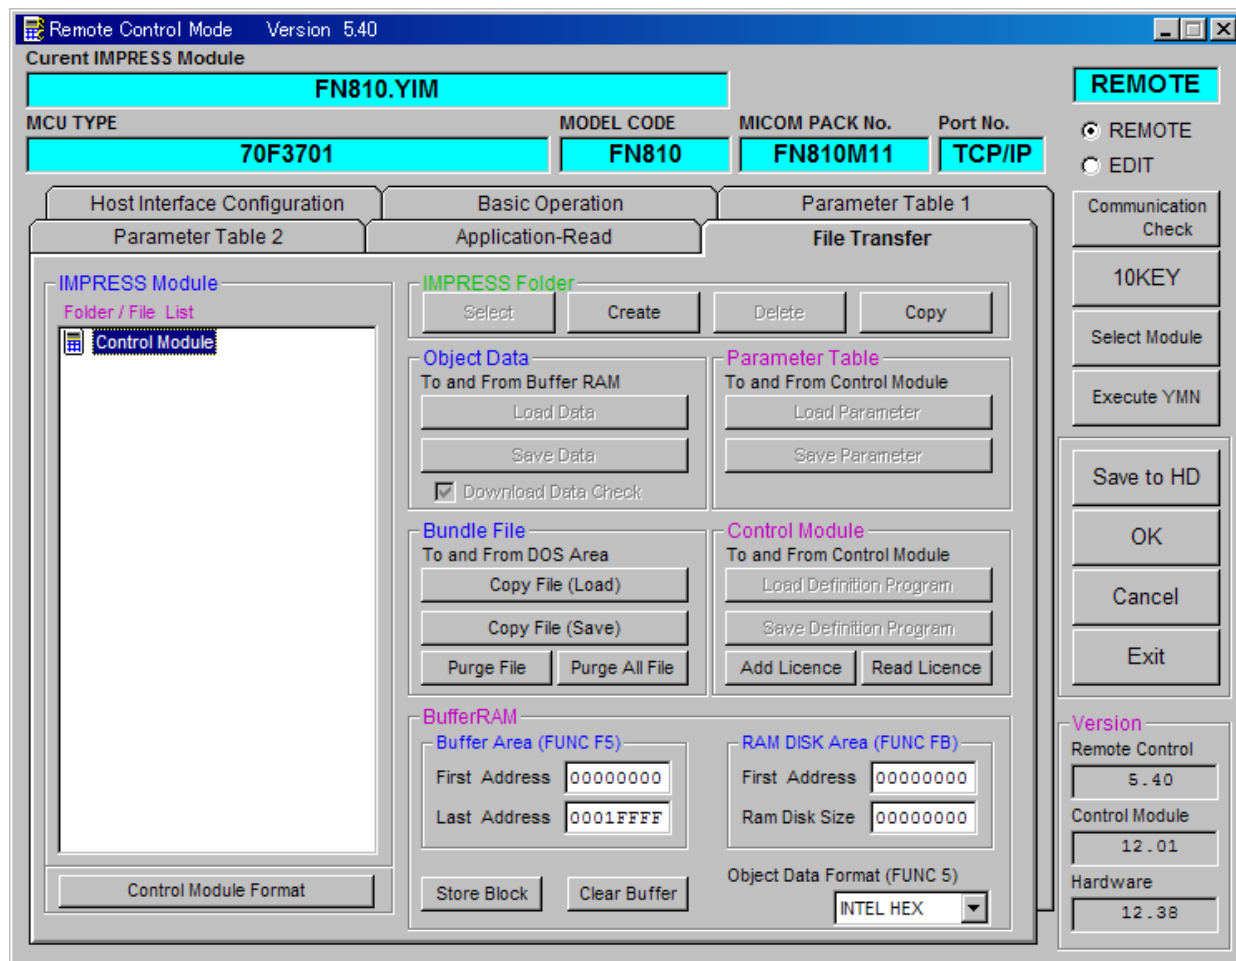 Remote Control Mode Version 5.40
Curent IMPRESS Module
FN810.YIM
REMOTE
MCU TYPE MODEL CODE MICOM PACK No. Port No.
70F3701 FN810 FN810M11 TCP/IP
REMOTE
EDIT
Host Interface Configuration Basic Operation Parameter Table 1
Parameter Table 2 Application-Read File Transfer
IMPRESS Module
Folder / File List
Control Module
Control Module Format
IMPRESS Folder
Select Create Delete Copy
Object Data
To and From Buffer RAM
Load Data
Save Data
Download Data Check
Parameter Table
To and From Control Module
Load Parameter
Save Parameter
Bundle File
To and From DOS Area
Copy File (Load)
Copy File (Save)
Purge File Purge All File
Control Module
To and From Control Module
Load Definition Program
Save Definition Program
Add Licence Read Licence
BufferRAM
Buffer Area (FUNC F5)
First Address 00000000
Last Address 0001FFFF
RAM DISK Area (FUNC FB)
First Address 00000000
Ram Disk Size 00000000
Store Block Clear Buffer
Object Data Format (FUNC 5)
INTEL HEX
Communication
Check
10KEY
Select Module
Execute YMN
Save to HD
OK
Cancel
Exit
Version
Remote Control
5.40
Control Module
12.01
Hardware
12.38